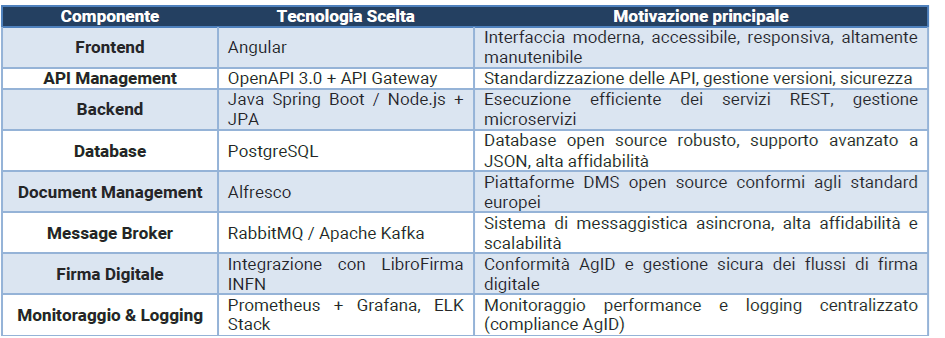 Componente Tecnologia Scelta Motivazione principale
Frontend Angular Interfaccia moderna, accessibile, responsiva, altamente
manutenibile
API Management OpenAPI 3.0 + API Gateway Standardizzazione delle API, gestione versioni, sicurezza
Backend Java Spring Boot / Node.js +
JPA Esecuzione efficiente dei servizi REST, gestione
microservizi
Database PostgreSQL Database open source robusto, supporto avanzato a
JSON, alta affidabilità
Document Management Alfresco Piattaforme DMS open source conformi agli standard
europei
Message Broker RabbitMQ / Apache Kafka Sistema di messaggistica asincrona, alta affidabilità e
scalabilità
Firma Digitale Integrazione con LibroFirma
INFN Conformità AgID e gestione sicura dei flussi di firma
digitale
Monitoraggio & Logging Prometheus + Grafana, ELK
Stack Monitoraggio performance e logging centralizzato
(compliance AgID)